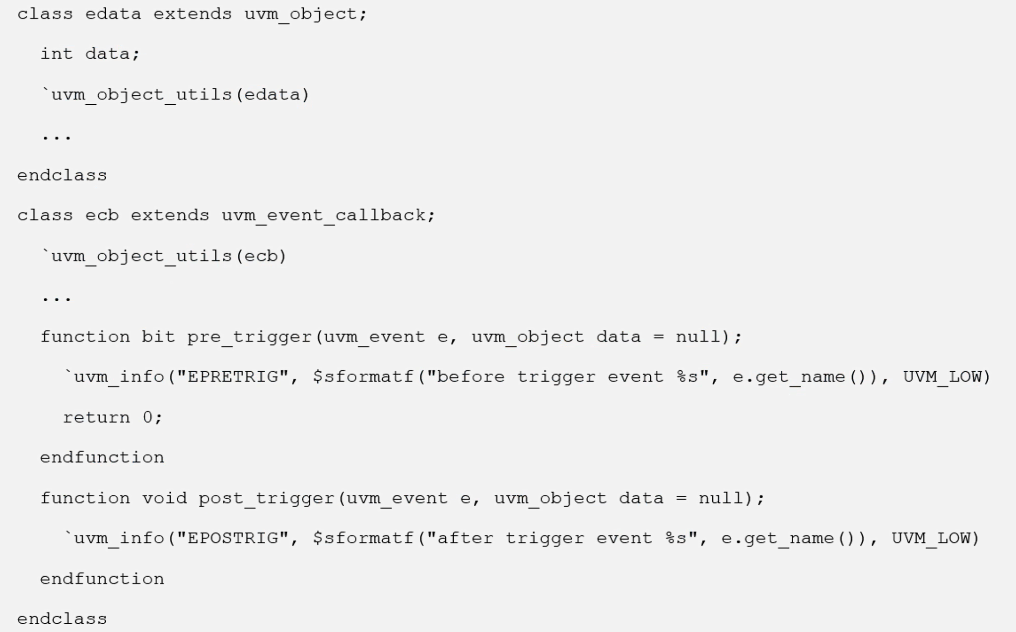 class edata extends uvm_object;
int data;
`uvm_object_utils(edata)
...
endclass
class ecb extends uvm_event_callback;
`uvm_object_utils(ecb)
...
function bit pre_trigger(uvm_event e, uvm_object data = null);
`uvm_info("EPRETRIG", $sformatf("before trigger event %s", e.get_name()), UVM_LOW)
return 0;
endfunction
function void post_trigger(uvm_event e, uvm_object data = null);
`uvm_info("EPOSTRIG", $sformatf("after trigger event %s", e.get_name()), UVM_LOW)
endfunction
endclass